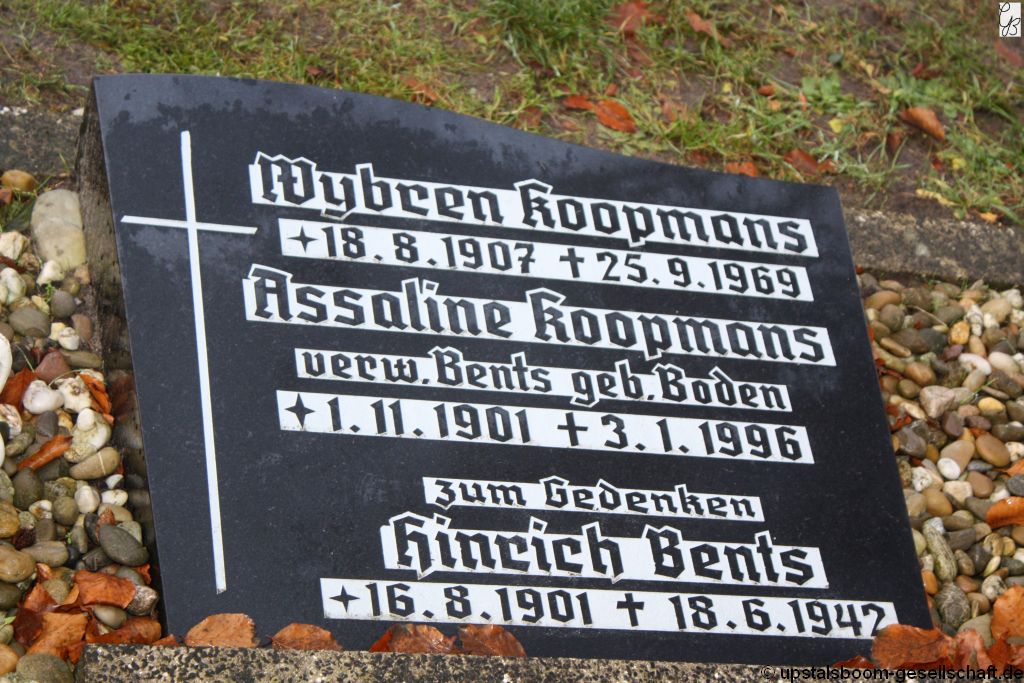 Wybren Koopmans
✦18.8.1907 ✝25.9.1969
Assaline Koopmans
verw. Bents geb. Boden
✦1.11.1901 ✝3.1.1996
zum Gedenken
Hinrich Bents
✦16.8.1901 ✝18.6.1942
© upstalsboom-gesellschaft.de